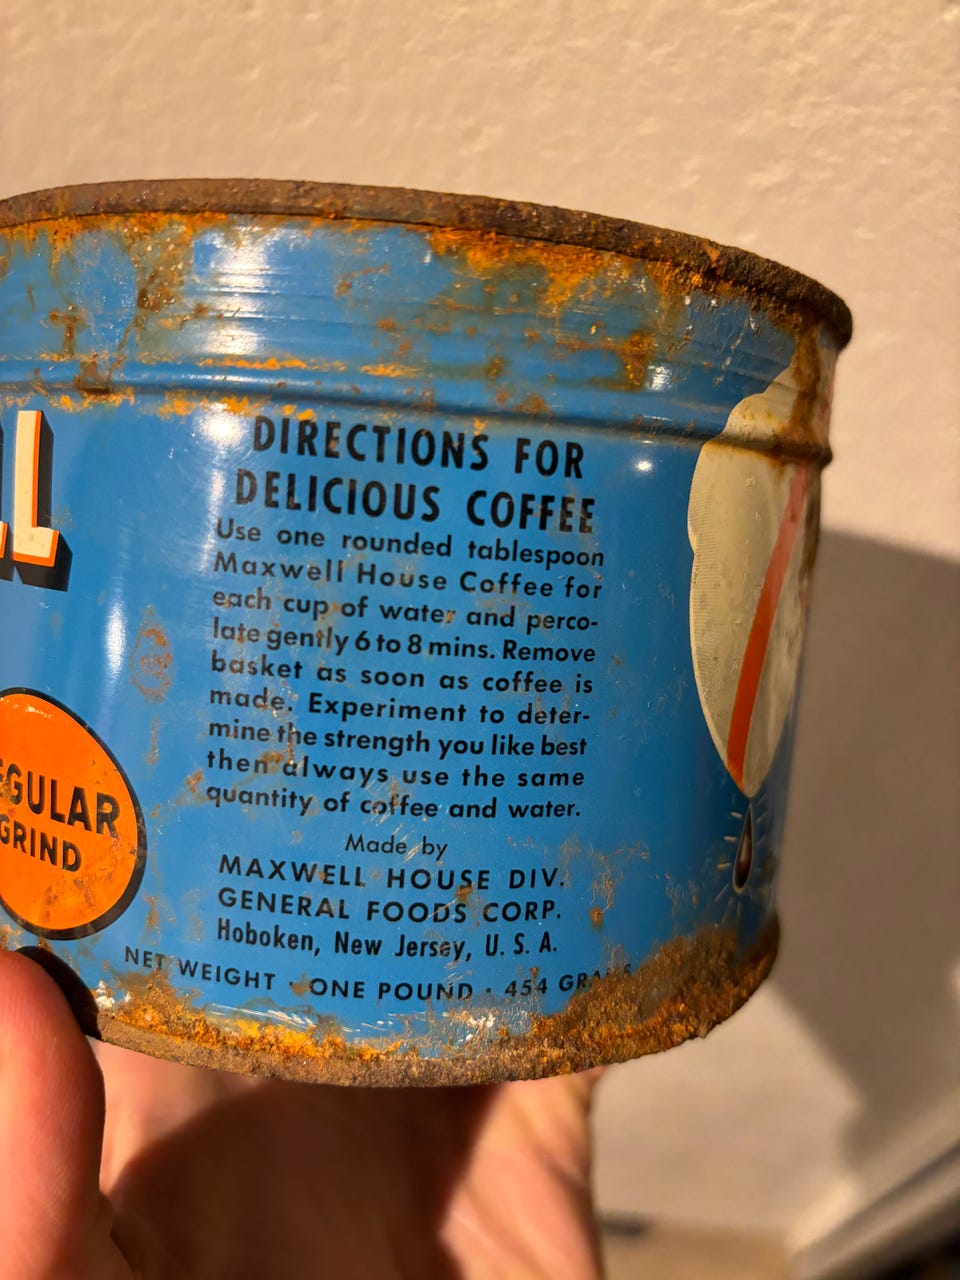 DIRECTIONS FOR
DELICIOUS COFFEE
Use one rounded tablespoon
Maxwell House Coffee for
each cup of water and perco-
late gently 6 to 8 mins. Remove
basket as soon as coffee is
made. Experiment to deter-
mine the strength you like best
then always use the same
quantity of coffee and water.
Made by
MAXWELL HOUSE DIV.
GENERAL FOODS CORP.
Hoboken, New Jersey, U. S. A.
NET WEIGHT · ONE POUND · 454 GRAMS
LL
EGULAR
GRIND